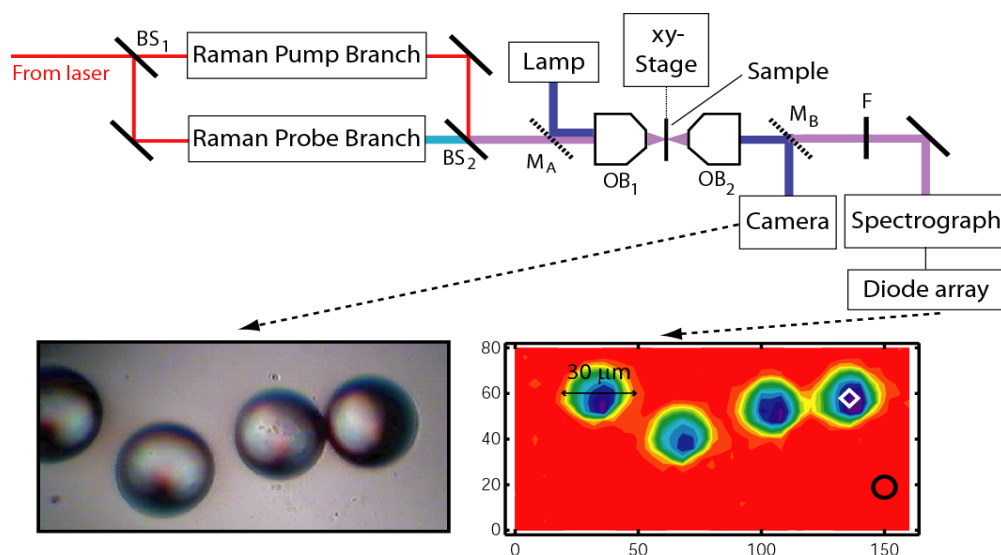 From laser
BS1
Raman Pump Branch
Raman Probe Branch
BS2
Lamp
MA
xy-
Stage
Sample
OB1
OB2
MB
F
Camera
Spectrograph
Diode array
80
60
40
20
0
30 μm
0
50
100
150